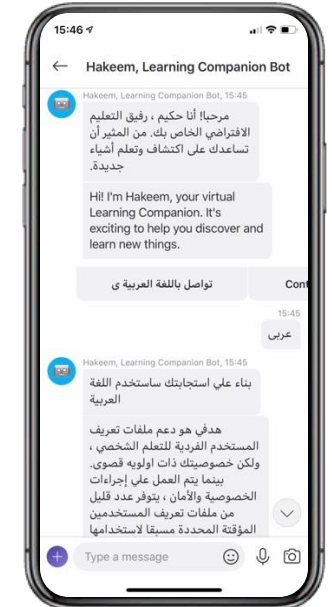 15:46
Hakeem, Learning Companion Bot
Hakeem, Learning Companion Bot, 15:45
مرحبا! أنا حكيم ، رفيق التعليم
الافتراضي الخاص بك. من المثير أن
تساعدك على اكتشاف وتعلم أشياء
جديدة.
Hi! I'm Hakeem, your virtual
Learning Companion. It's
exciting to help you discover and
learn new things.
تواصل باللغة العربية ى
Cont
15:45
عربى
Hakeem, Learning Companion Bot, 15:45
بناء علي استجابتك ساستخدم اللغة
العربية
هدفي هو دعم ملفات تعريف
المستخدم الفردية للتعلم الشخصي ،
ولكن خصوصيتك ذات اولويه قصوى.
بينما يتم العمل علي إجراءات
الخصوصية والأمان ، يتوفر عدد قليل
من ملفات تعريف المستخدمين
المؤقتة المحددة مسبقا لاستخدامها
Type a message